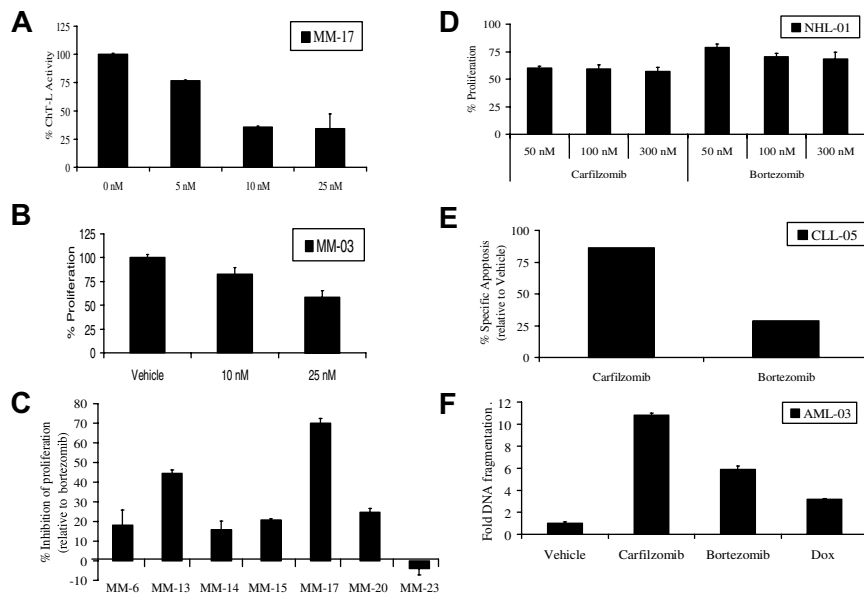 A
% ChT-L Activity
MM-17
125
100
75
50
25
0
0 nM
5 nM
10 nM
25 nM
B
% Proliferation
MM-03
125
100
75
50
25
0
Vehicle
10 nM
25 nM
C
% Inhibition of proliferation
(relative to bortezomib)
80
70
60
50
40
30
20
10
0
-10
MM-6
MM-13
MM-14
MM-15
MM-17
MM-20
MM-23
D
% Proliferation
NHL-01
100
75
50
25
0
50 nM
100 nM
300 nM
50 nM
100 nM
300 nM
Carfilzomib
Bortezomib
E
% Specific Apoptosis
(relative to Vehicle)
CLL-05
100
75
50
25
0
Carfilzomib
Bortezomib
F
Fold DNA fragmentation.
AML-03
12
10
8
6
4
2
0
Vehicle
Carfilzomib
Bortezomib
Dox